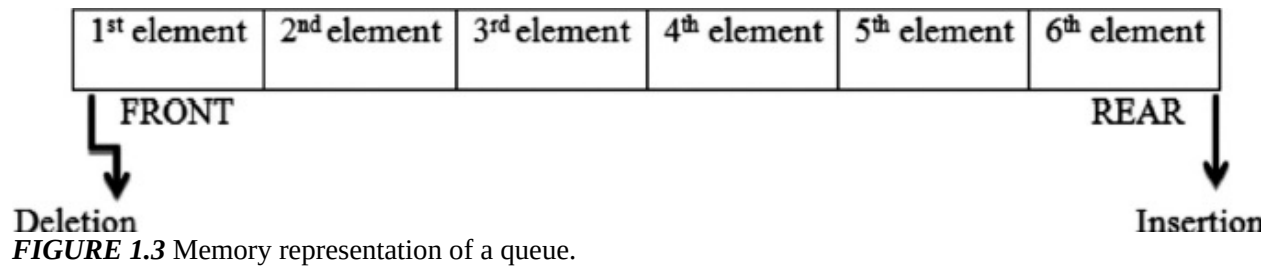 1st element 2nd element 3rd element 4th element 5th element 6th element
FRONT REAR
Deletion Insertion
FIGURE 1.3 Memory representation of a queue.